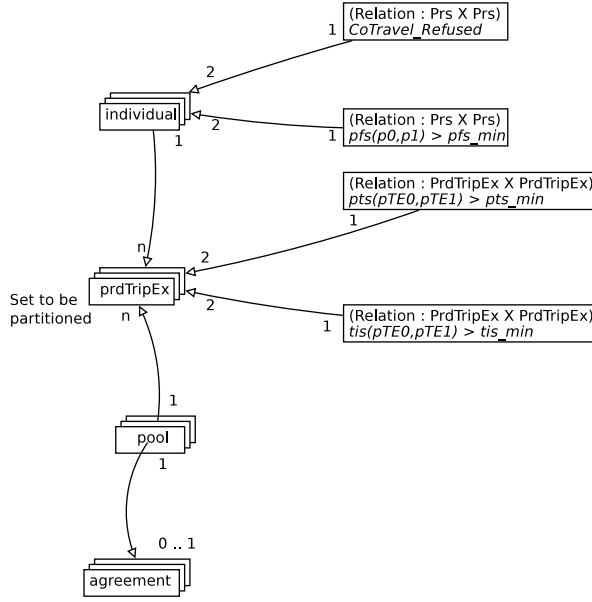 (Relation : Prs X Prs)
CoTravel_Refused
1
2
individual
1
2
(Relation : Prs X Prs)
pfs(p0,p1) > pfs_min
1
(Relation : PrdTripEx X PrdTripEx)
pts(pTE0,pTE1) > pts_min
1
n
2
prdTripEx
Set to be
partitioned
n
2
(Relation : PrdTripEx X PrdTripEx)
tis(pTE0,pTE1) > tis_min
1
1
pool
1
0 .. 1
agreement